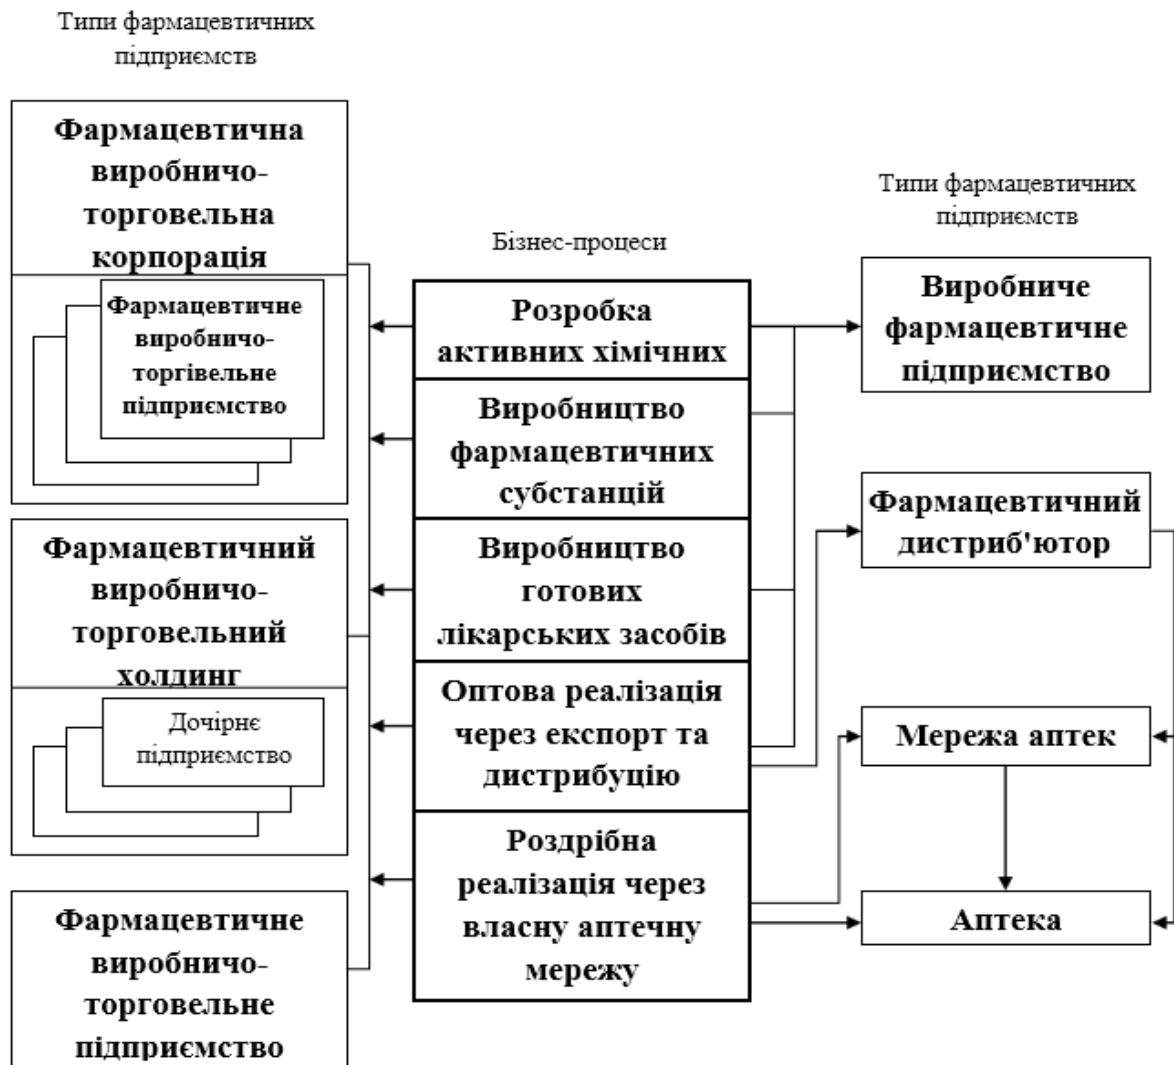 Типи фармацевтичних
підприємств
Фармацевтична
виробничо-
торговельна
корпорація
Фармацевтичне
виробничо-
торгівельне
підприємство
Фармацевтичний
виробничо-
торговельний
холдинг
Дочірнє
підприємство
Фармацевтичне
виробничо-
торговельне
підприємство
Бізнес-процеси
Розробка
активних хімічних
Виробництво
фармацевтичних
субстанцій
Виробництво
готових
лікарських засобів
Оптова реалізація
через експорт та
дистрибуцію
Роздрібна
реалізація через
власну аптечну
мережу
Типи фармацевтичних
підприємств
Виробниче
фармацевтичне
підприємство
Фармацевтичний
дистриб'ютор
Мережа аптек
Аптека